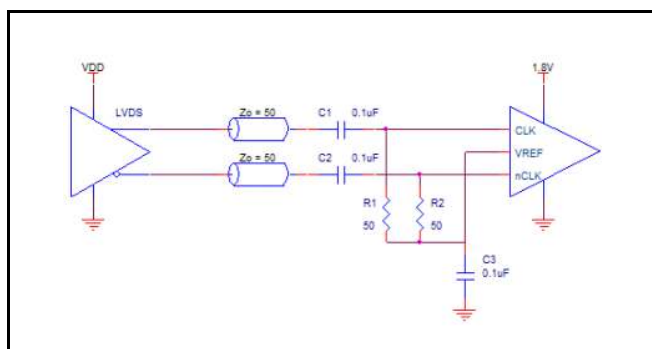 VDD
1.8V
LVDS
Zo = 50
C1
0.1uF
CLK
Zo = 50
C2
0.1uF
VREF
nCLK
R1
R2
50
50
C3
0.1uF